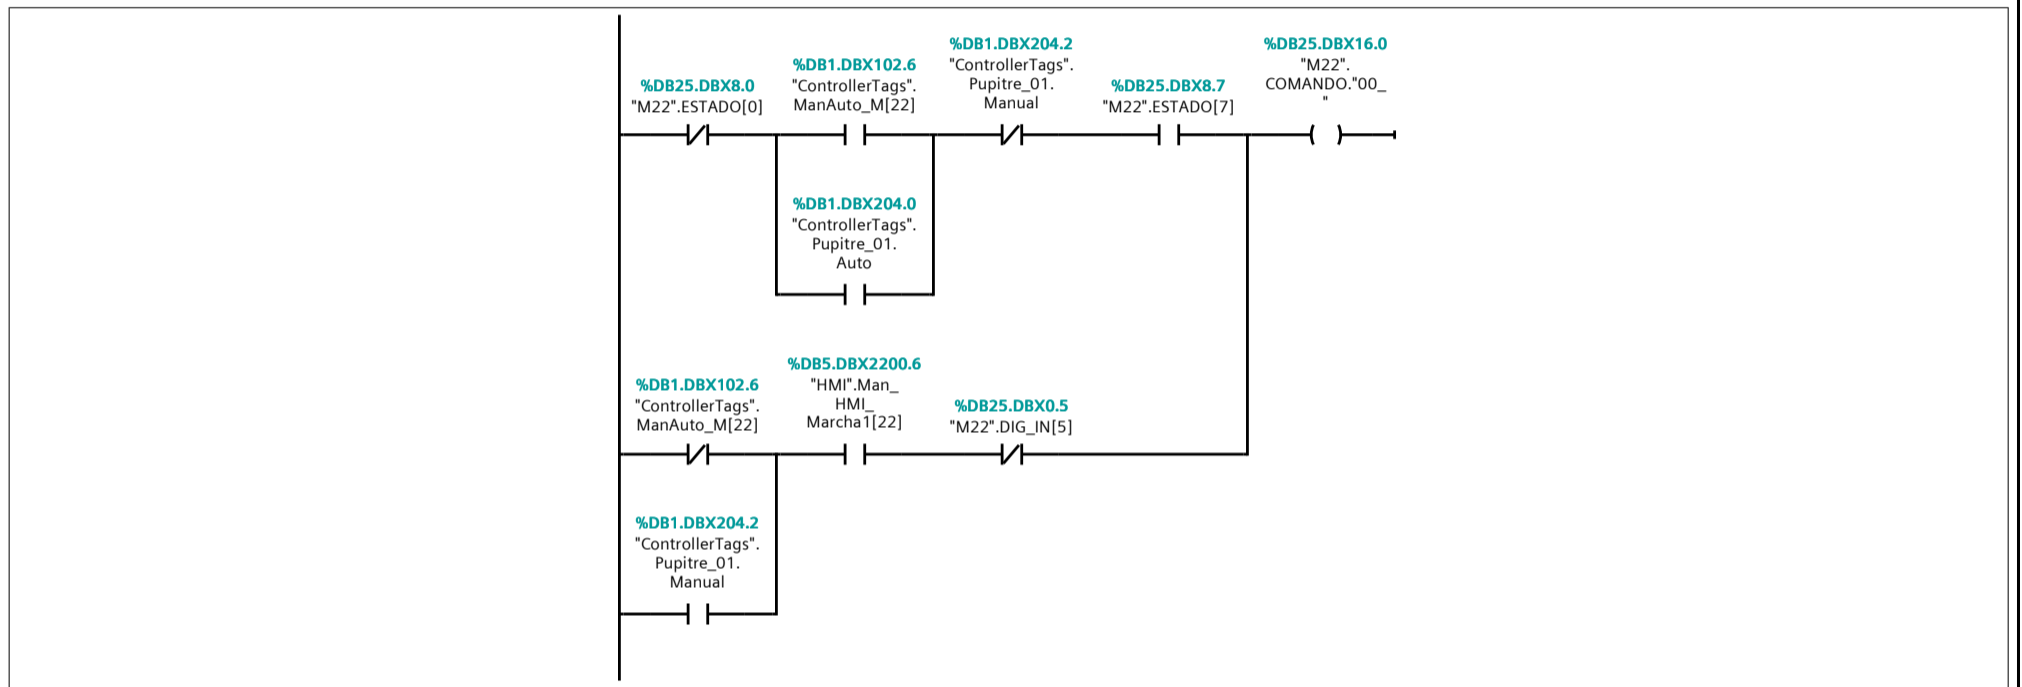 %DB25.DBX8.0
"M22".ESTADO[0]
%DB1.DBX102.6
"ControllerTags".
ManAuto_M[22]
%DB1.DBX204.2
"ControllerTags".
Pupitre_01.
Manual
%DB25.DBX8.7
"M22".ESTADO[7]
%DB25.DBX16.0
"M22".
COMANDO."00_
"
%DB1.DBX204.0
"ControllerTags".
Pupitre_01.
Auto
%DB1.DBX102.6
"ControllerTags".
ManAuto_M[22]
%DB5.DBX2200.6
"HMI".Man_
HMI_
Marcha1[22]
%DB25.DBX0.5
"M22".DIG_IN[5]
%DB1.DBX204.2
"ControllerTags".
Pupitre_01.
Manual